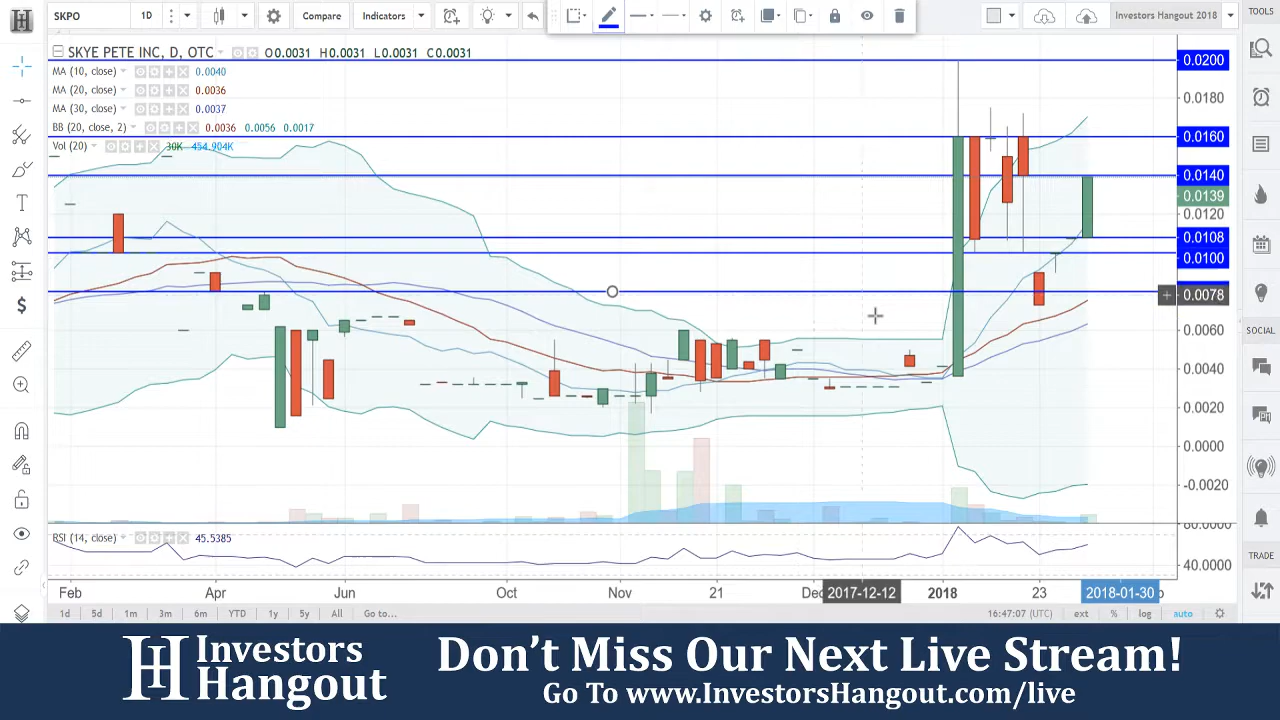 SKPO 1D Compare Indicators Investors Hangout 2018 TOOLS
SKYE PETE INC, D, OTC O0.0031 H0.0031 L0.0031 C0.0031
MA (10, close) 0.0040
MA (20, close) 0.0036
MA (30, close) 0.0037
BB (20, close, 2) 0.0036 0.0056 0.0017
Vol (20) 30K 454.904K
0.0200
0.0180
0.0160
0.0140
0.0139
0.0120
0.0108
0.0100
0.0078
0.0060
0.0040
0.0020
0.0000
-0.0020
SOCIAL
RSI (14, close) 45.5385
60.0000
40.0000
TRADE
Feb Apr Jun Oct Nov 21 Dec 2017-12-12 2018 23 2018-01-30
1d 5d 1m 3m 6m YTD 1y 5y All Go to... 16:47:07 (UTC) ext % log auto
Investors
Hangout
Don't Miss Our Next Live Stream!
Go To www.InvestorsHangout.com/live